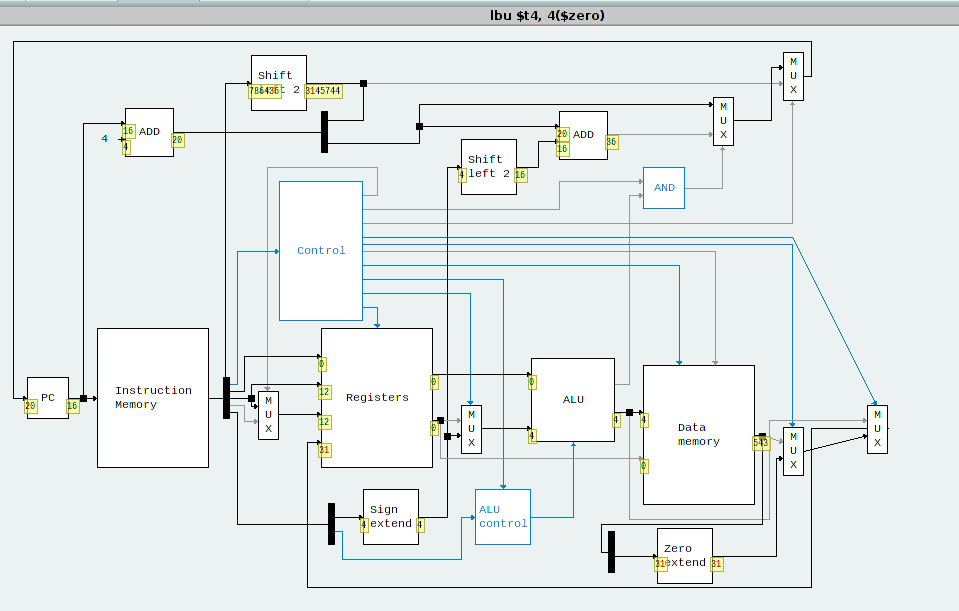 lbu $t4, 4($zero)
M
U
X
Shift
left 2
786436
3145744
M
U
X
16
4
4
ADD
20
20
16
ADD
36
Shift
left 2
4
16
AND
Control
PC
20
16
Instruction
Memory
M
U
X
0
12
12
31
Registers
0
0
M
U
X
0
4
ALU
4
4
0
Data
memory
543
M
U
X
M
U
X
Sign
extend
4
4
ALU
control
Zero
extend
31
31